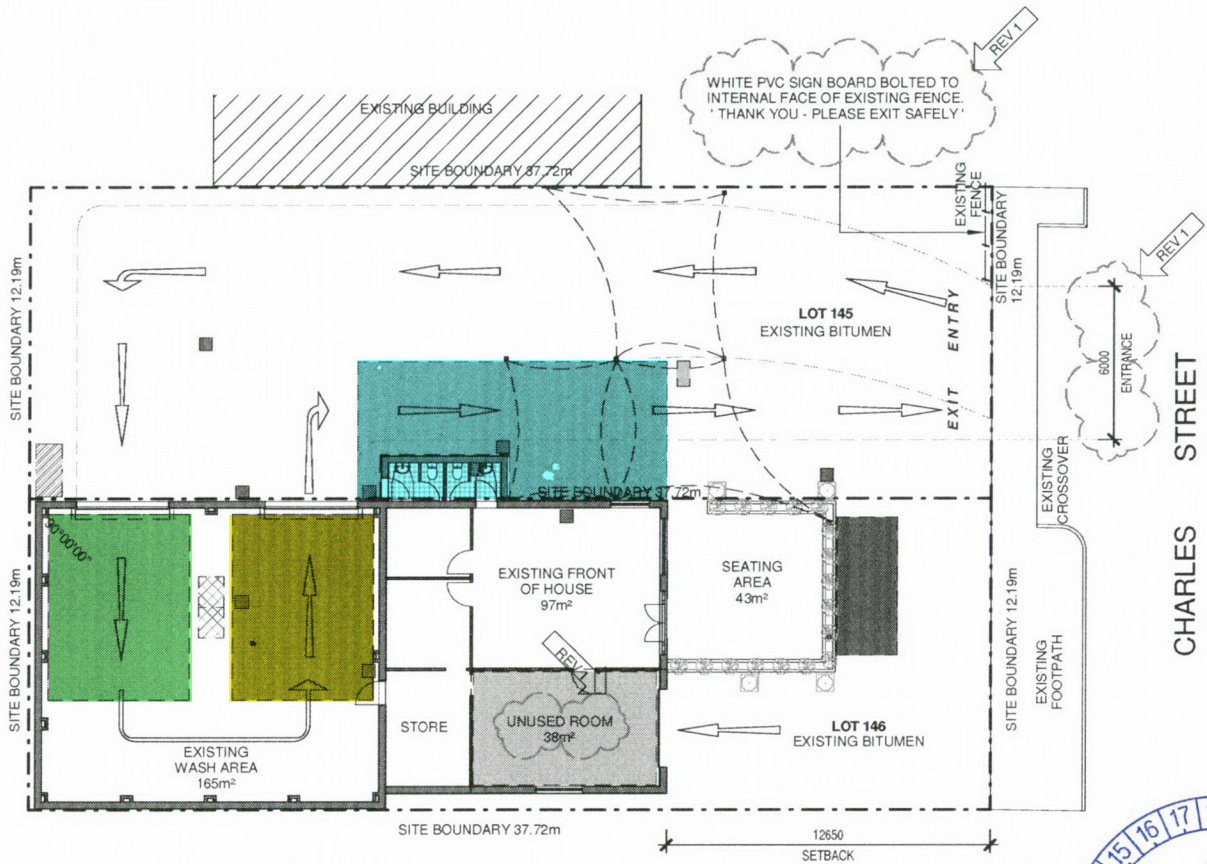 REV 1
WHITE PVC SIGN BOARD BOLTED TO
INTERNAL FACE OF EXISTING FENCE.
' THANK YOU - PLEASE EXIT SAFELY '
EXISTING BUILDING
SITE BOUNDARY 37.72m
EXISTING
FENCE
SITE BOUNDARY
12.19m
REV 1
SITE BOUNDARY 12.19m
LOT 145
EXISTING BITUMEN
ENTRY
EXIT
6000
ENTRANCE
CHARLES STREET
EXISTING
CROSSOVER
SITE BOUNDARY 37.72m
90°00'00"
SITE BOUNDARY 12.19m
EXISTING FRONT
OF HOUSE
97m²
SEATING
AREA
43m²
SITE BOUNDARY 12.19m
EXISTING
FOOTPATH
STORE
UNUSED ROOM
38m²
LOT 146
EXISTING BITUMEN
EXISTING
WASH AREA
165m²
SITE BOUNDARY 37.72m
12650
SETBACK
15 16 17